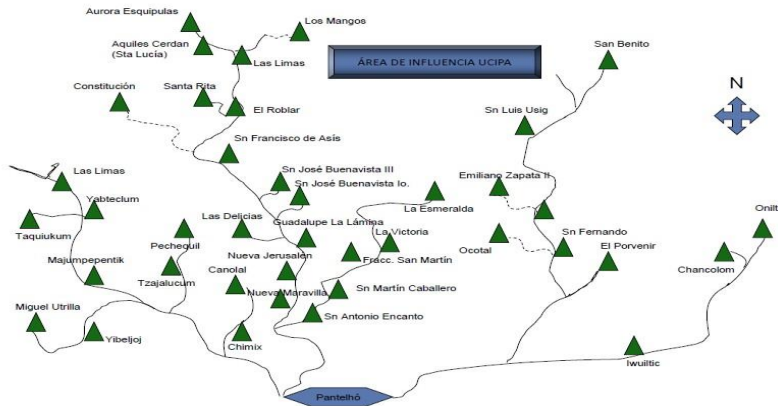 Aurora Esquipulas
Los Mangos
Aquiles Cerdan
(Sta Lucía)
Las Limas
ÁREA DE INFLUENCIA UCIPA
San Benito
Constitución
Santa Rita
El Roblar
N
Sn Luis Usig
Sn Francisco de Asís
Las Limas
Sn José Buenavista III
Sn José Buenavista Io.
Emiliano Zapata II
Yabteclum
La Esmeralda
Taquiukum
Las Delicias
Guadalupe La Lámina
La Victoria
Onilt
Pechequil
Ocotal
Sn Fernando
El Porvenir
Majumpepentik
Tzajalucum
Nueva Jerusalén
Fracc. San Martín
Canolal
Chancolom
Nueva Maravilla
Sn Martín Caballero
Miguel Utrilla
Sn Antonio Encanto
Yibeljoj
Chimix
Iwuiltic
Pantelhó